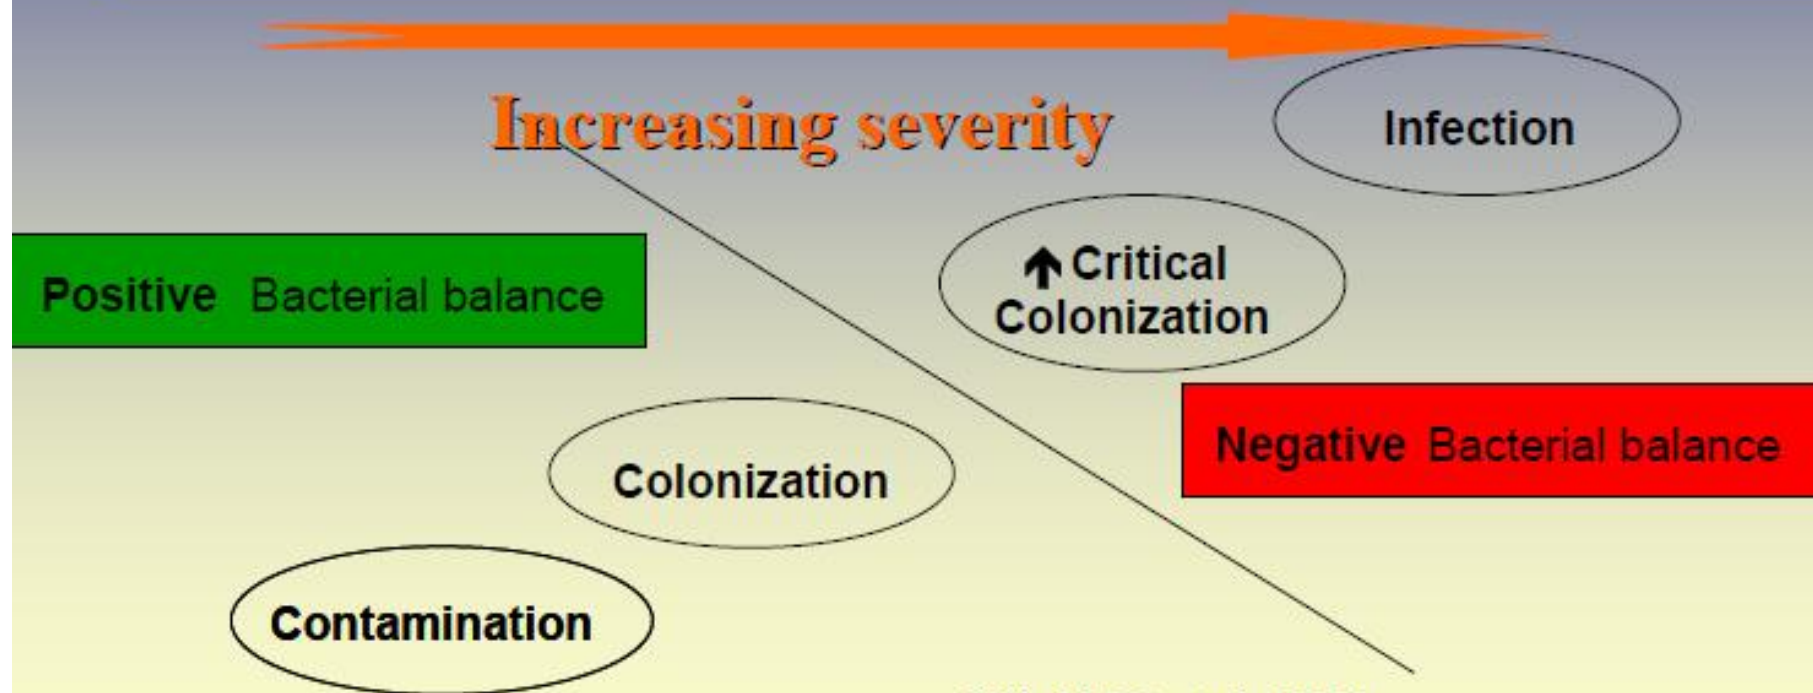 Increasing severity
Infection
↑ Critical
Colonization
Positive Bacterial balance
Negative Bacterial balance
Colonization
Contamination